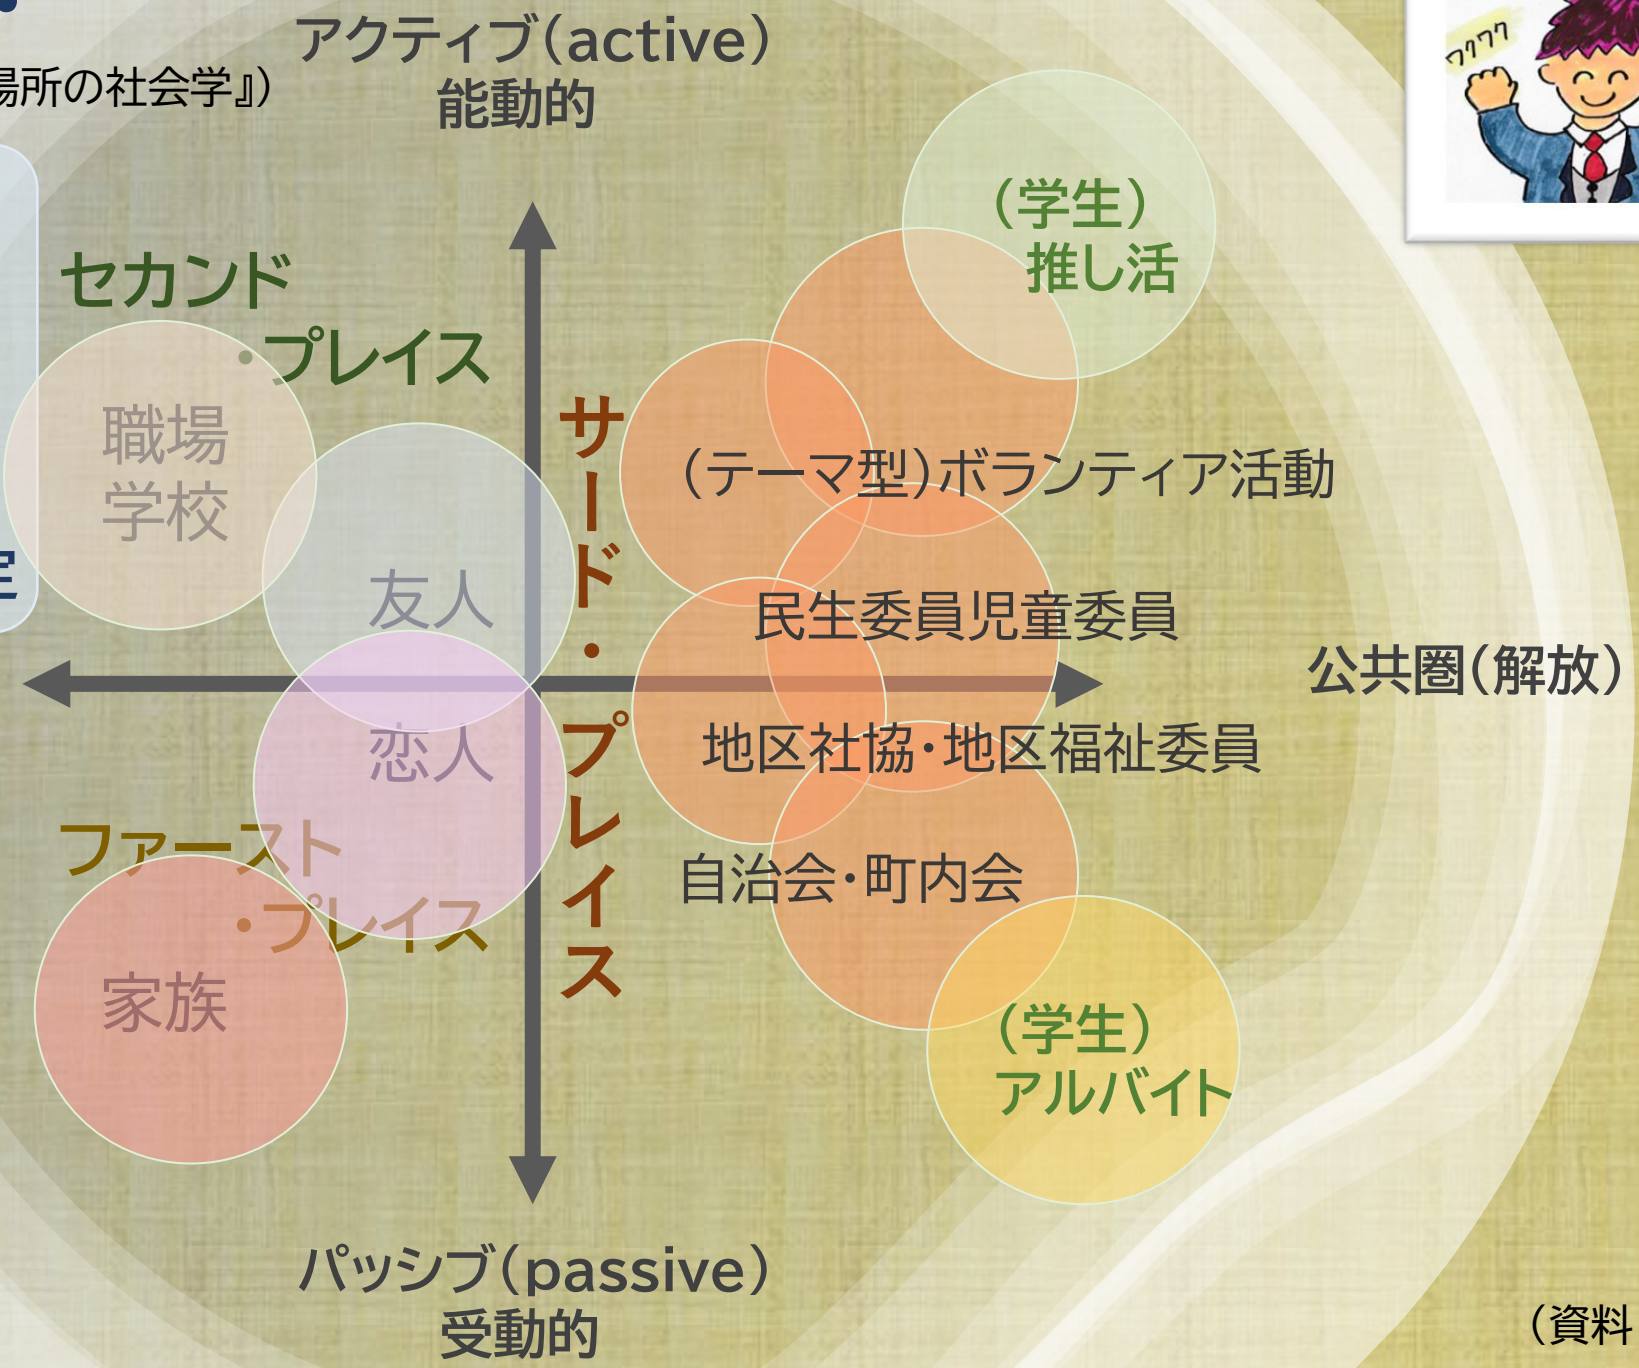 アクティブ(active)
能動的
場所の社会学』)
ワクワク
(学生)
推し活
セカンド
・プレイス
職場
学校
サード・プレイス
(テーマ型)ボランティア活動
友人
民生委員児童委員
公共圏(解放)
恋人
地区社協・地区福祉委員
ファースト
・プレイス
自治会・町内会
家族
(学生)
アルバイト
パッシブ(passive)
受動的
(資料